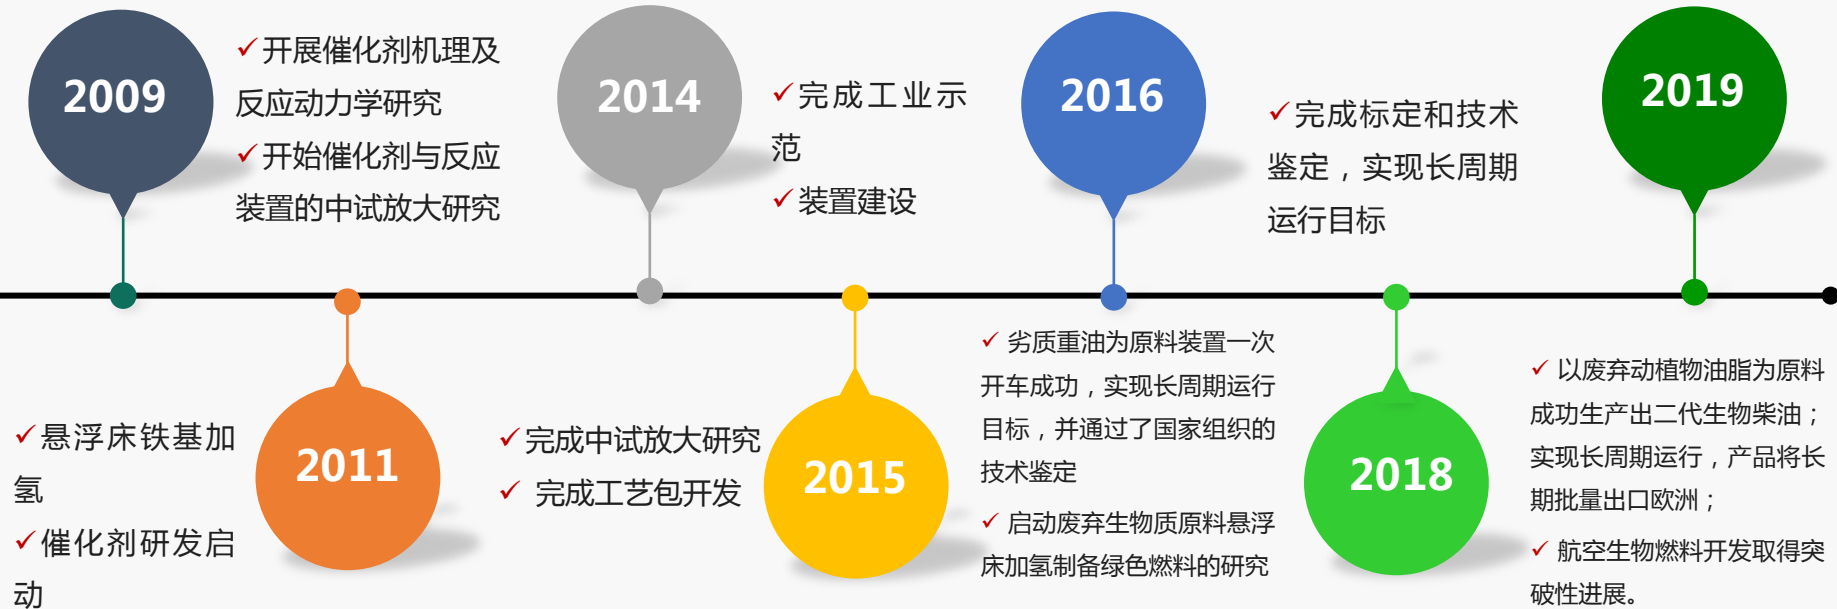 2009
✓悬浮床铁基加
氢
✓催化剂研发启
动
2011
✓开展催化剂机理及
反应动力学研究
✓开始催化剂与反应
装置的中试放大研究
2014
✓完成中试放大研究
✓ 完成工艺包开发
2015
✓完成工业示
范
✓装置建设
2016
✓ 劣质重油为原料装置一次
开车成功，实现长周期运行
目标，并通过了国家组织的
技术鉴定
✓ 启动废弃生物质原料悬浮
床加氢制备绿色燃料的研究
2018
✓完成标定和技术
鉴定，实现长周期
运行目标
2019
✓ 以废弃动植物油脂为原料
成功生产出二代生物柴油；
实现长周期运行，产品将长
期批量出口欧洲；
✓ 航空生物燃料开发取得突
破性进展。